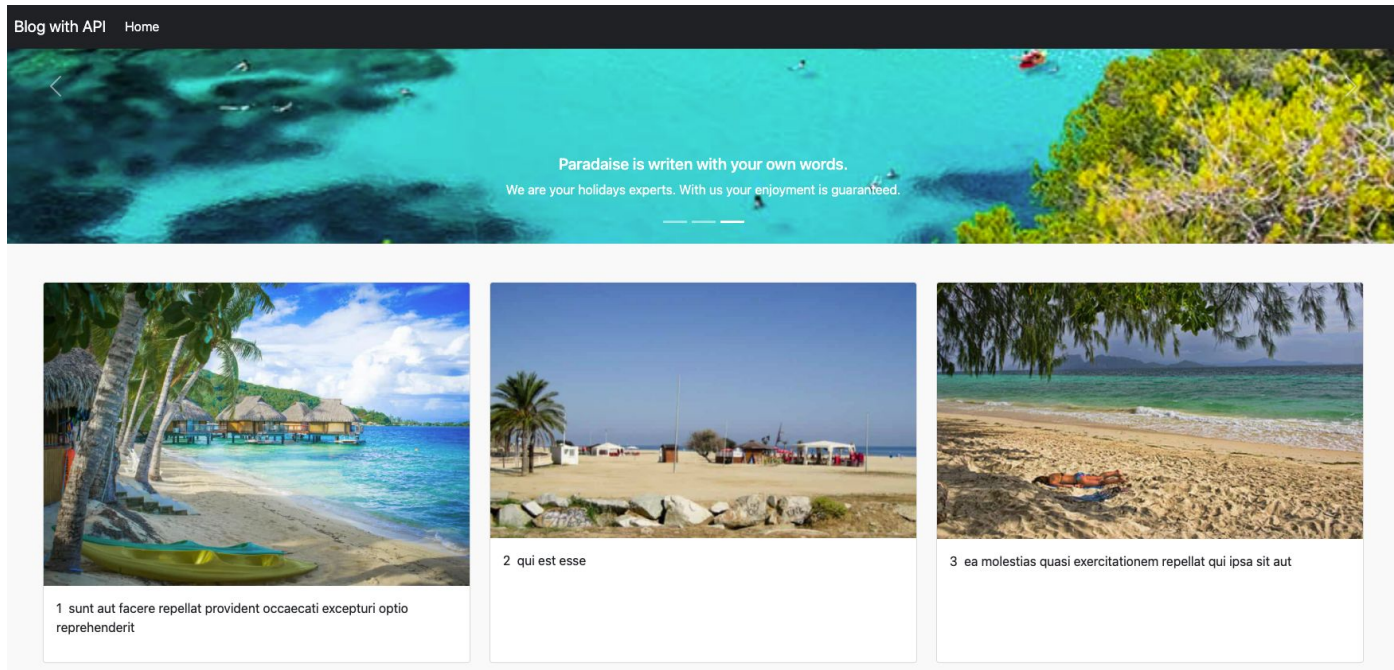 Blog with API Home
Paradaise is writen with your own words.
We are your holidays experts. With us your enjoyment is guaranteed.
1 sunt aut facere repellat provident occaecati excepturi optio
reprehenderit
2 qui est esse
3 ea molestias quasi exercitationem repellat qui ipsa sit aut